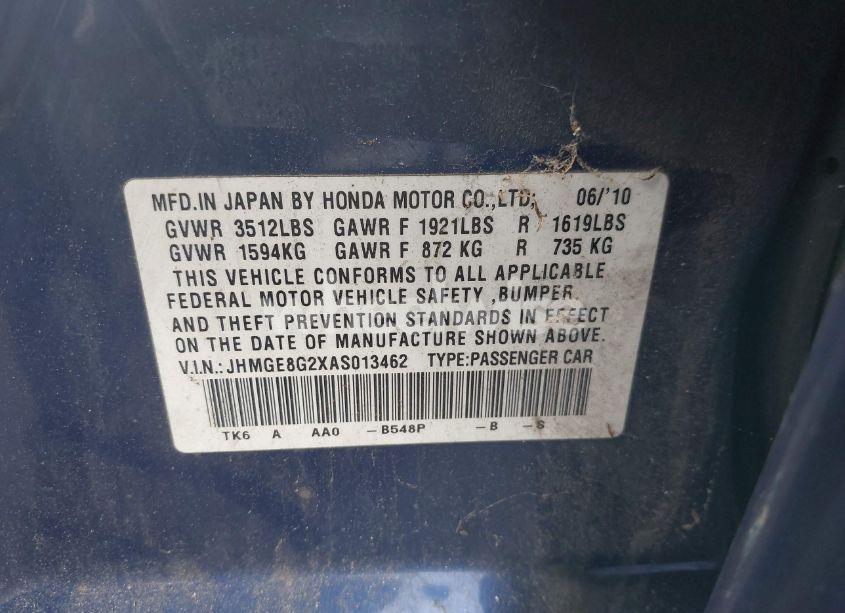 MFD.IN JAPAN BY HONDA MOTOR CO.,LTD; 06/'10
GVWR 3512LBS GAWR F 1921LBS R 1619LBS
GVWR 1594KG GAWR F 872 KG R 735 KG
THIS VEHICLE CONFORMS TO ALL APPLICABLE
FEDERAL MOTOR VEHICLE SAFETY ,BUMPER
AND THEFT PREVENTION STANDARDS IN EFFECT
ON THE DATE OF MANUFACTURE SHOWN ABOVE.
V.I.N.:JHMGE8G2XAS013462 TYPE:PASSENGER CAR
TK6 A AA0 -B548P -B -S